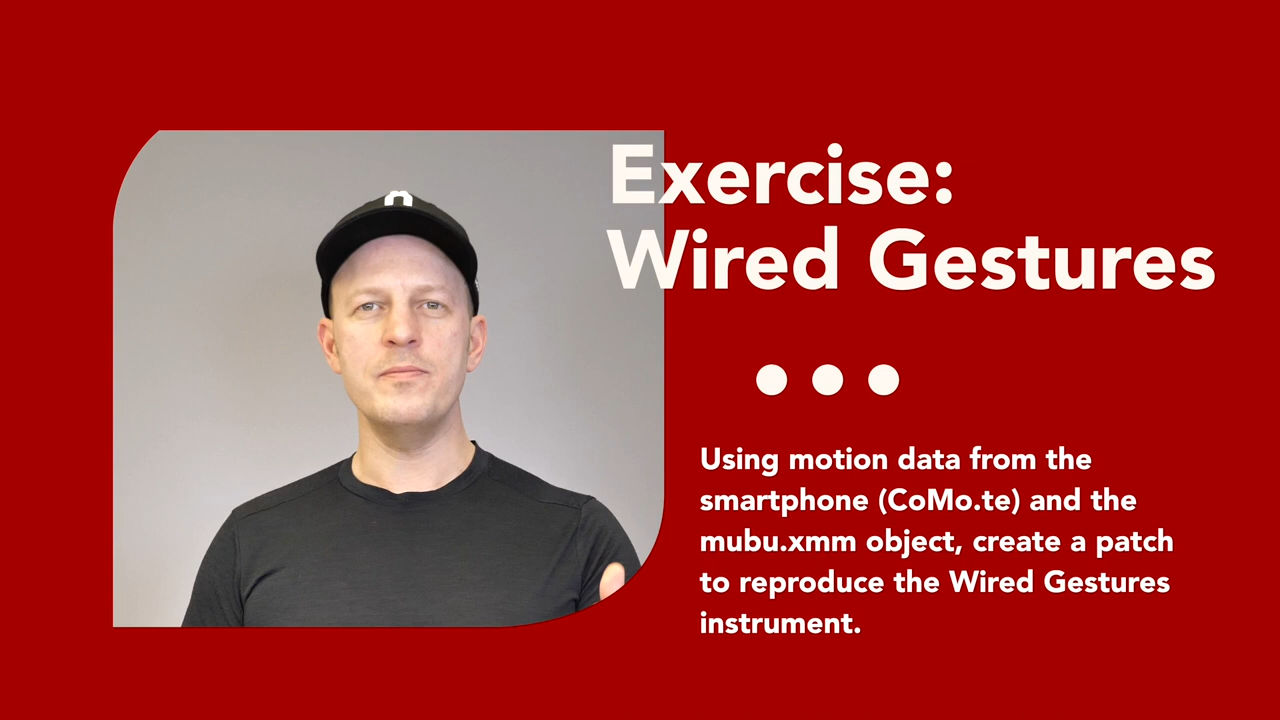 n
Exercise:
Wired Gestures
Using motion data from the
smartphone (CoMo.te) and the
mubu.xmm object, create a patch
to reproduce the Wired Gestures
instrument.